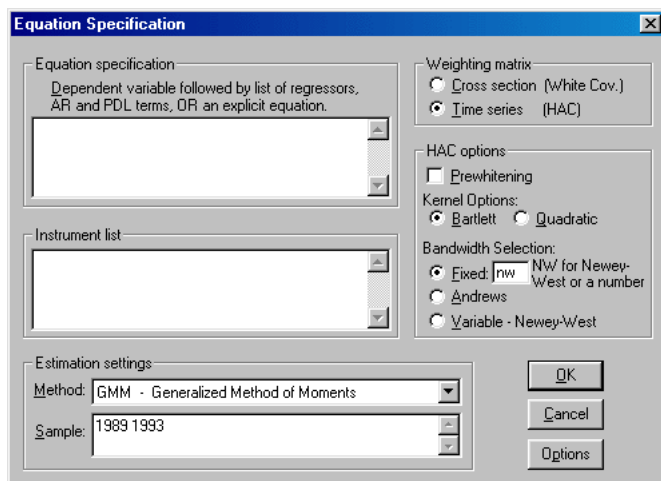 Equation Specification
Equation specification
Dependent variable followed by list of regressors,
AR and PDL terms, OR an explicit equation.
Instrument list
Estimation settings
Method: GMM - Generalized Method of Moments
Sample: 1989 1993
Weighting matrix
Cross section (White Cov.)
Time series (HAC)
HAC options
Prewhitening
Kernel Options:
Bartlett Quadratic
Bandwidth Selection:
Fixed: nw NW for Newey-
West or a number
Andrews
Variable - Newey-West
OK
Cancel
Options